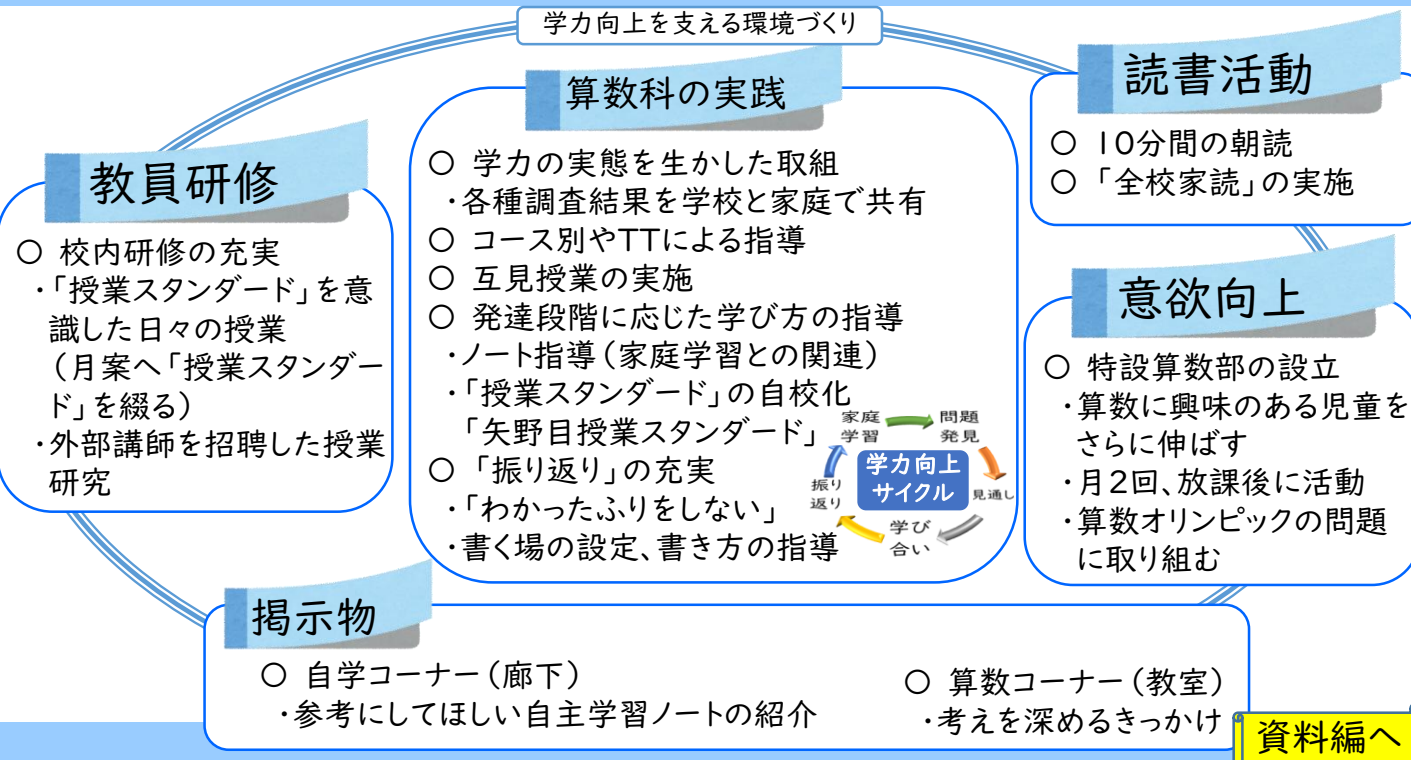 学力向上を支える環境づくり
教員研修
〇 校内研修の充実
・「授業スタンダード」を意
識した日々の授業
（月案へ「授業スタンダー
ド」を綴る）
・外部講師を招聘した授業
研究
算数科の実践
〇 学力の実態を生かした取組
・各種調査結果を学校と家庭で共有
〇 コース別やTTによる指導
〇 互見授業の実施
〇 発達段階に応じた学び方の指導
・ノート指導（家庭学習との関連）
・「授業スタンダード」の自校化
「矢野目授業スタンダード」
〇 「振り返り」の充実
・「わかったふりをしない」
・書く場の設定、書き方の指導
家庭
学習
問題
発見
見通し
学び
合い
振り
返り
学力向上
サイクル
読書活動
〇 10分間の朝読
〇 「全校家読」の実施
意欲向上
〇 特設算数部の設立
・算数に興味のある児童を
さらに伸ばす
・月2回、放課後に活動
・算数オリンピックの問題
に取り組む
掲示物
〇 自学コーナー（廊下）
・参考にしてほしい自主学習ノートの紹介
〇 算数コーナー（教室）
・考えを深めるきっかけ
資料編へ